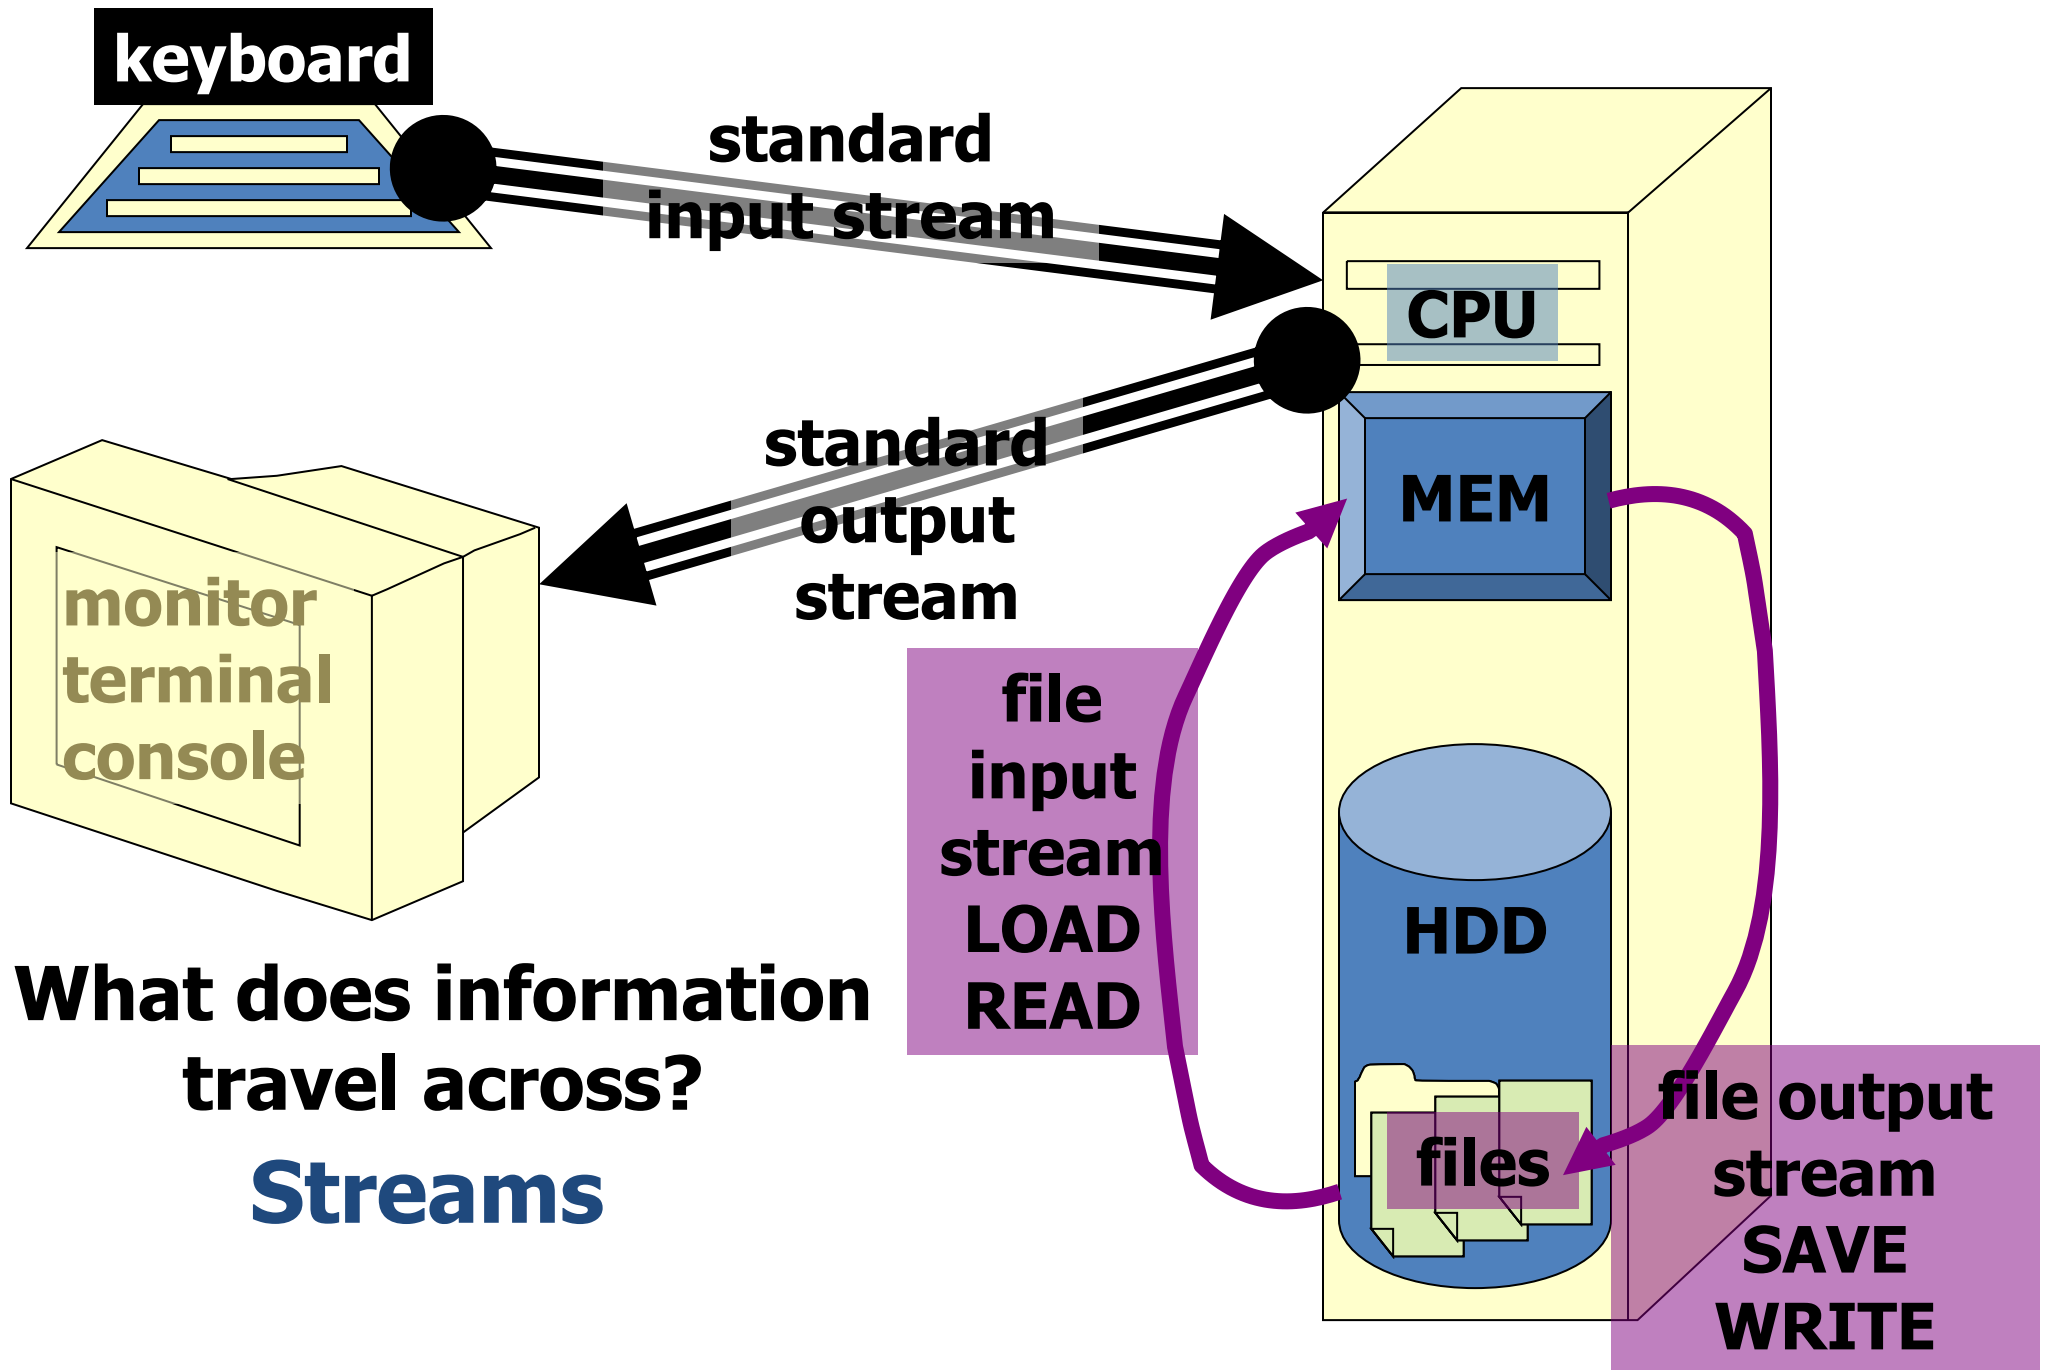 keyboard
standard
input stream
CPU
standard
output
stream
MEM
monitor
terminal
console
file
input
stream
LOAD
READ
HDD
What does information
travel across?
Streams
files
file output
stream
SAVE
WRITE